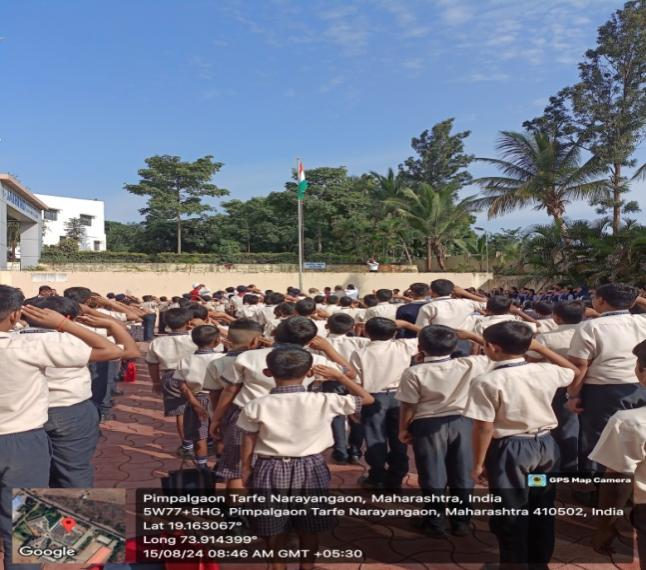 GPS Map Camera
Pimpalgaon Tarfe Narayangaon, Maharashtra, India
5W77+5HG, Pimpalgaon Tarfe Narayangaon, Maharashtra 410502, India
Lat 19.163067°
Long 73.914399°
15/08/24 08:46 AM GMT +05:30
Google